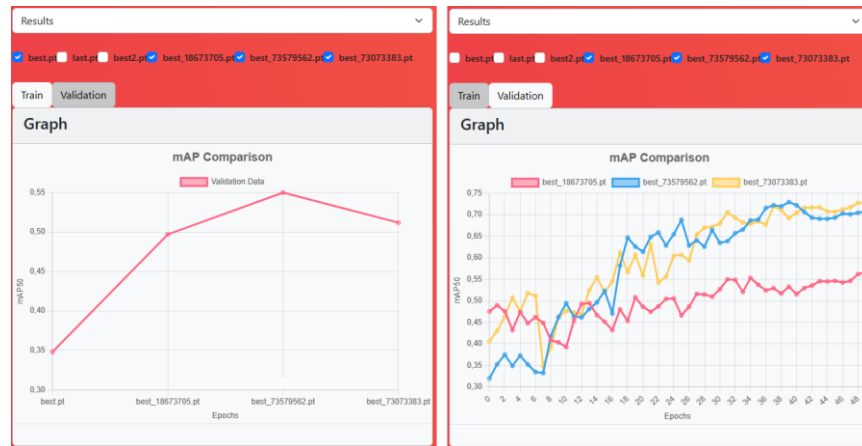 Results
best.pt last.pt best2.pt best_18673705.pt best_73579562.pt best_73073383.pt
Train Validation
Graph
mAP Comparison
Validation Data
0,55
0,50
0,45
0,40
0,35
0,30
mAP50
best.pt best_18673705.pt best_73579562.pt best_73073383.pt
Epochs
Results
best.pt last.pt best2.pt best_18673705.pt best_73579562.pt best_73073383.pt
Train Validation
Graph
mAP Comparison
best_18673705.pt best_73579562.pt best_73073383.pt
0,75
0,70
0,65
0,60
0,55
0,50
0,45
0,40
0,35
0,30
mAP50
0 2 4 6 8 10 12 14 16 18 20 22 24 26 28 30 32 34 36 38 40 42 44 46 48
Epochs